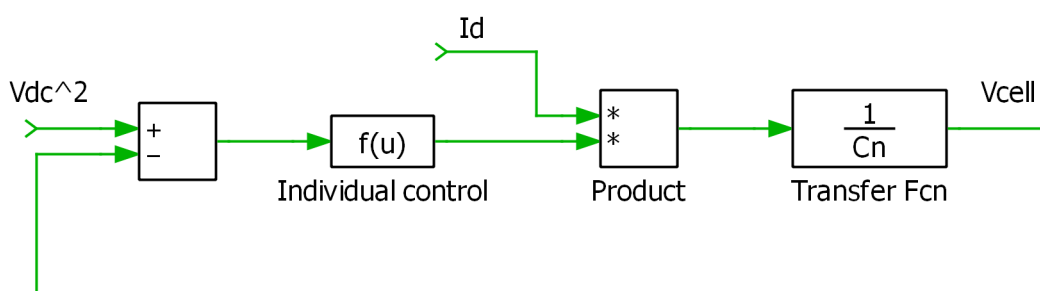 Id
Vdc^2
Vcell
+
−
f(u)
*
*
1
Cn
Individual control
Product
Transfer Fcn